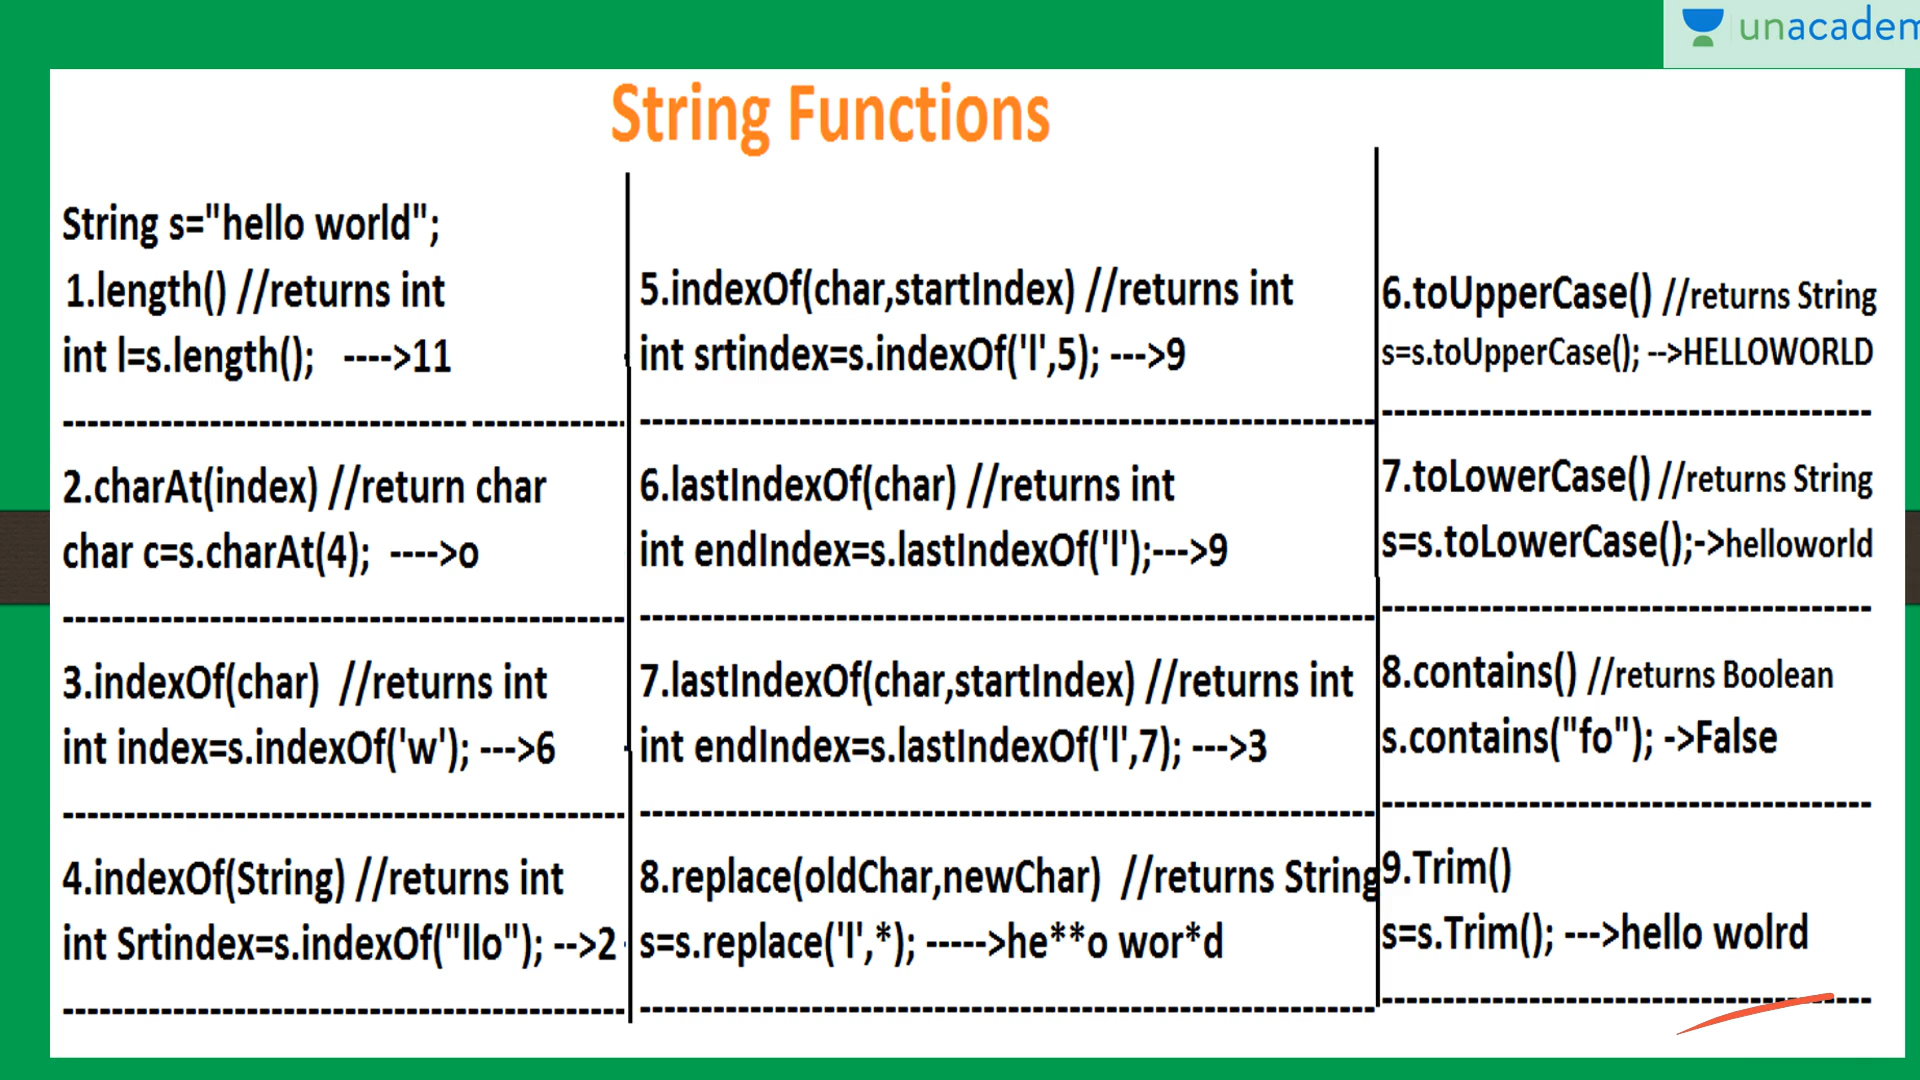 unacadem
String Functions
String s="hello world";
1.length() //returns int
int l=s.length(); ---->11
--------------------------------------------
2.charAt(index) //return char
char c=s.charAt(4); ---->o
--------------------------------------------
3.indexOf(char) //returns int
int index=s.indexOf('w'); --->6
--------------------------------------------
4.indexOf(String) //returns int
int Srtindex=s.indexOf("llo"); -->2
--------------------------------------------
5.indexOf(char,startIndex) //returns int
int srtindex=s.indexOf('l',5); --->9
--------------------------------------------
6.lastIndexOf(char) //returns int
int endIndex=s.lastIndexOf('l');--->9
--------------------------------------------
7.lastIndexOf(char,startIndex) //returns int
int endIndex=s.lastIndexOf('l',7); --->3
--------------------------------------------
8.replace(oldChar,newChar) //returns String
s=s.replace('l',*); ----->he**o wor*d
--------------------------------------------
6.toUpperCase() //returns String
s=s.toUpperCase(); -->HELLOWORLD
--------------------------------------------
7.toLowerCase() //returns String
s=s.toLowerCase();->helloworld
--------------------------------------------
8.contains() //returns Boolean
s.contains("fo"); ->False
--------------------------------------------
9.Trim()
s=s.Trim(); --->hello wolrd
--------------------------------------------